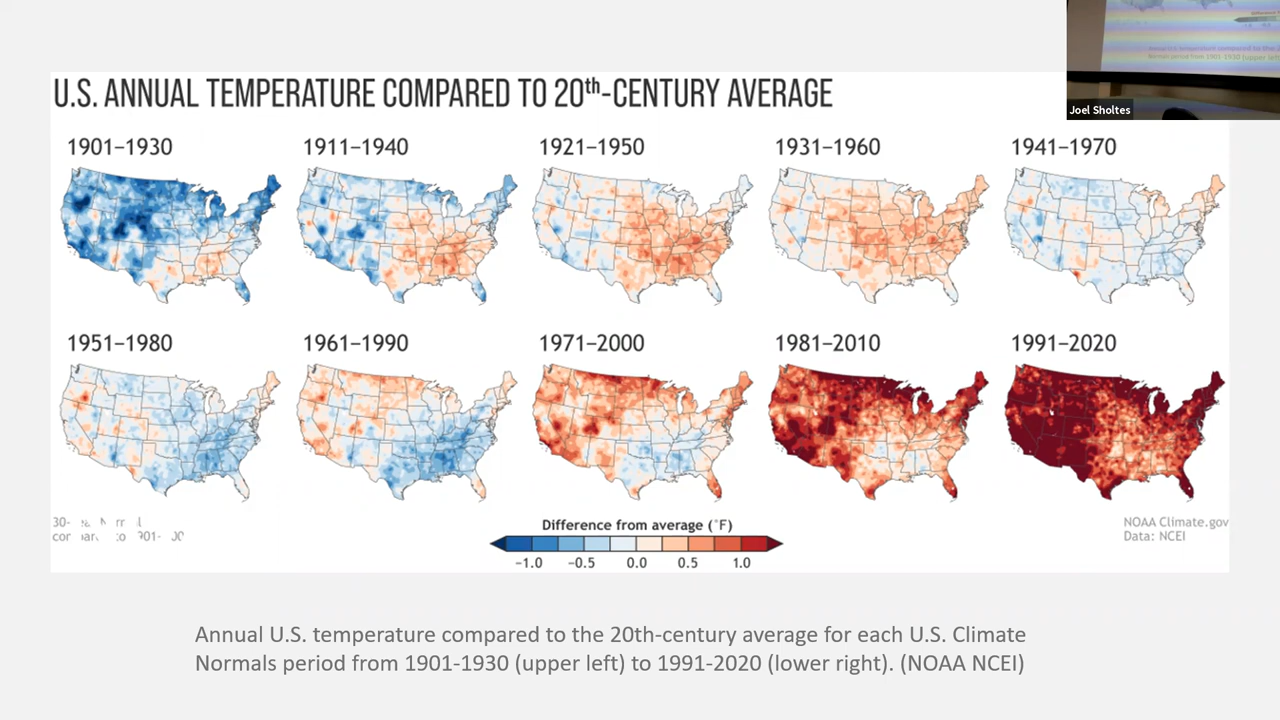 U.S. ANNUAL TEMPERATURE COMPARED TO 20th-CENTURY AVERAGE
Joel Sholtes
1901–1930
1911–1940
1921–1950
1931–1960
1941–1970
1951–1980
1961–1990
1971–2000
1981–2010
1991–2020
30-
Difference from average (°F)
−1.0 −0.5 0.0 0.5 1.0
NOAA Climate.gov
Data: NCEI
Annual U.S. temperature compared to the 20th-century average for each U.S. Climate
Normals period from 1901-1930 (upper left) to 1991-2020 (lower right). (NOAA NCEI)